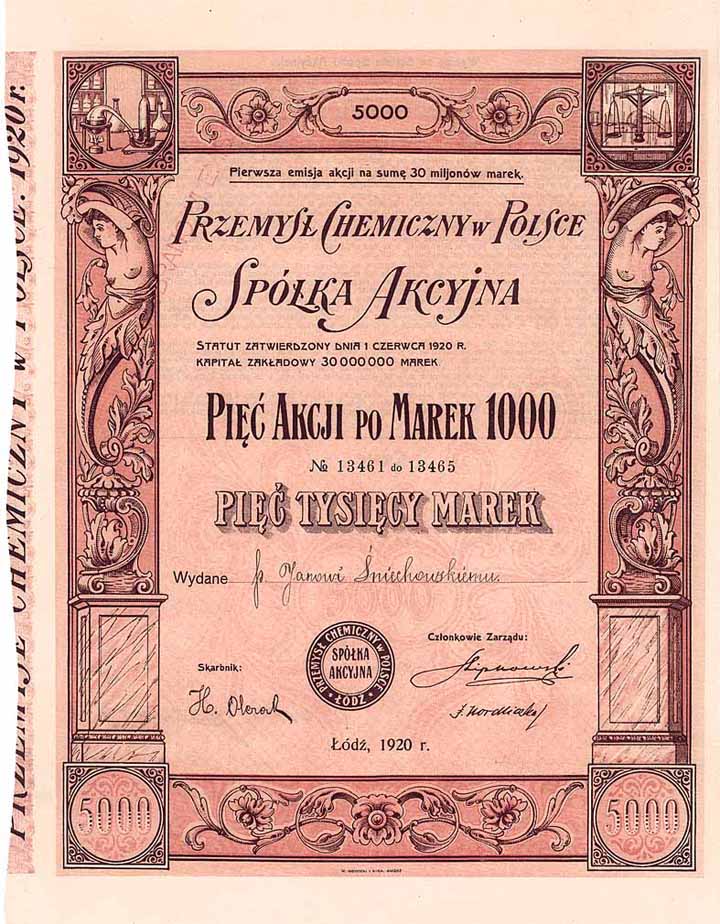 5000
Pierwsza emisja akcji na sumę 30 miljonów marek.
PRZEMYSŁ CHEMICZNY w POLSCE
SPÓŁKA AKCYJNA
STATUT ZATWIERDZONY DNIA 1 CZERWCA 1920 R.
KAPITAŁ ZAKŁADOWY 30 000 000 MAREK
PIĘĆ AKCJI PO MAREK 1000
№ 13461 do 13465
PIĘĆ TYSIĘCY MAREK
Wydane p. Janowi Śniechowskiemu.
Członkowie Zarządu:
Skarbnik:
PRZEMYSŁ CHEMICZNY w POLSCE
SPÓŁKA
AKCYJNA
ŁÓDŹ
Łódź, 1920 r.
5000
5000
PRZEMYSŁ CHEMICZNY W POLSCE. 1920 r.